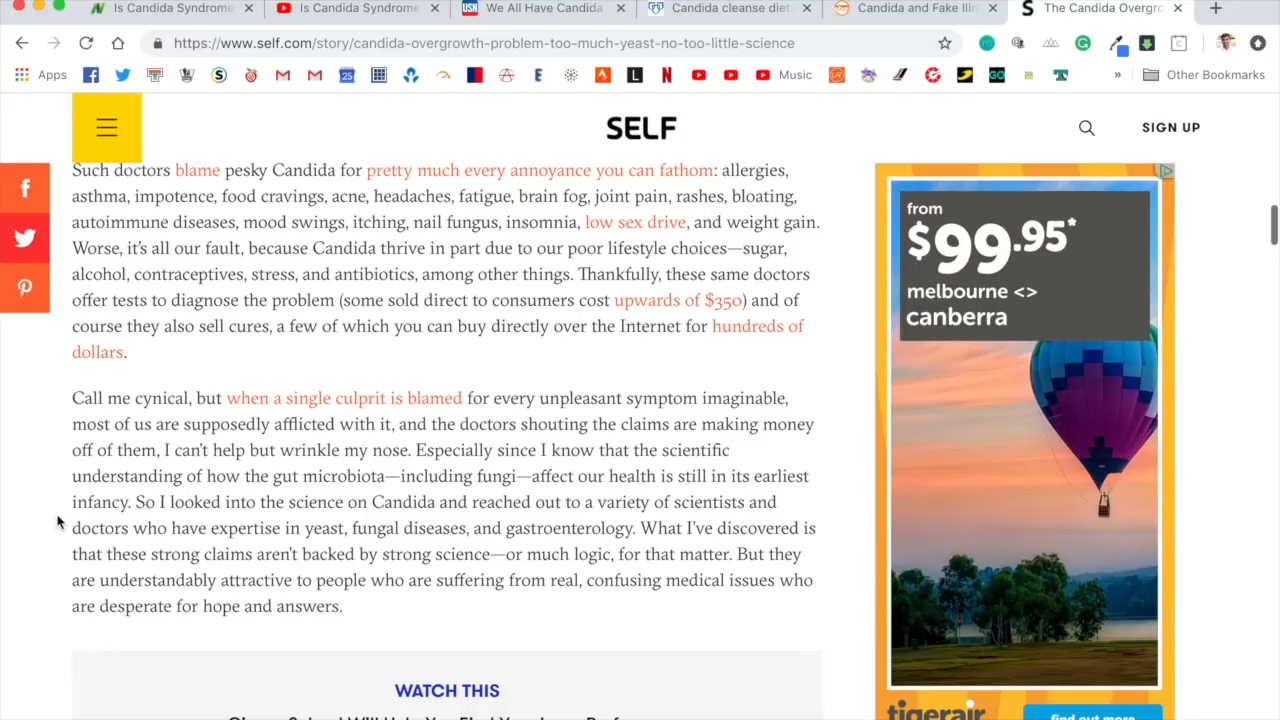 Is Candida Syndrome
Is Candida Syndrome
USN
We All Have Candida
Candida cleanse diet
Candida and Fake Illn
S
The Candida Overgro
https://www.self.com/story/candida-overgrowth-problem-too-much-yeast-no-too-little-science
Apps
Music
Other Bookmarks
SELF
SIGN UP
Such doctors blame pesky Candida for pretty much every annoyance you can fathom: allergies,
asthma, impotence, food cravings, acne, headaches, fatigue, brain fog, joint pain, rashes, bloating,
autoimmune diseases, mood swings, itching, nail fungus, insomnia, low sex drive, and weight gain.
Worse, it's all our fault, because Candida thrive in part due to our poor lifestyle choices—sugar,
alcohol, contraceptives, stress, and antibiotics, among other things. Thankfully, these same doctors
offer tests to diagnose the problem (some sold direct to consumers cost upwards of $350) and of
course they also sell cures, a few of which you can buy directly over the Internet for hundreds of
dollars.
Call me cynical, but when a single culprit is blamed for every unpleasant symptom imaginable,
most of us are supposedly afflicted with it, and the doctors shouting the claims are making money
off of them, I can't help but wrinkle my nose. Especially since I know that the scientific
understanding of how the gut microbiota—including fungi—affect our health is still in its earliest
infancy. So I looked into the science on Candida and reached out to a variety of scientists and
doctors who have expertise in yeast, fungal diseases, and gastroenterology. What I've discovered is
that these strong claims aren't backed by strong science—or much logic, for that matter. But they
are understandably attractive to people who are suffering from real, confusing medical issues who
are desperate for hope and answers.
WATCH THIS
from
$99.95*
melbourne <>
canberra
tigerair
find out more